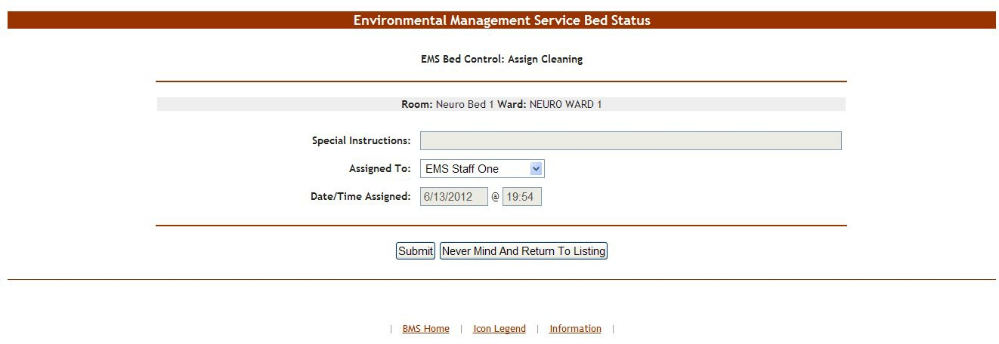 Environmental Management Service Bed Status
EMS Bed Control: Assign Cleaning
Room: Neuro Bed 1 Ward: NEURO WARD 1
Special Instructions:
Assigned To: EMS Staff One
Date/Time Assigned: 6/13/2012 @ 19:54
Submit Never Mind And Return To Listing
| BMS Home | Icon Legend | Information |